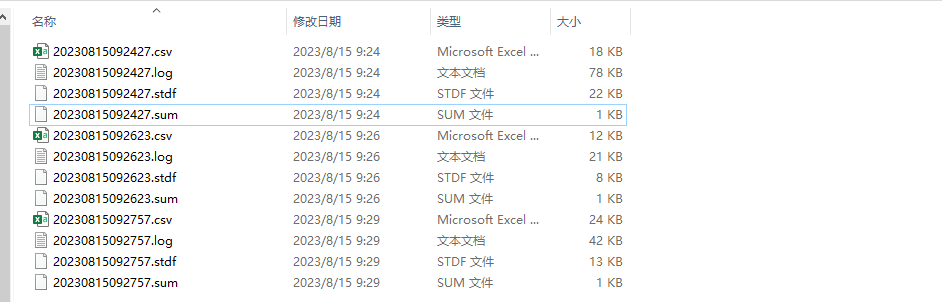 名称 修改日期 类型 大小
20230815092427.csv 2023/8/15 9:24 Microsoft Excel ... 18 KB
20230815092427.log 2023/8/15 9:24 文本文档 78 KB
20230815092427.stdf 2023/8/15 9:24 STDF 文件 22 KB
20230815092427.sum 2023/8/15 9:24 SUM 文件 1 KB
20230815092623.csv 2023/8/15 9:26 Microsoft Excel ... 12 KB
20230815092623.log 2023/8/15 9:26 文本文档 21 KB
20230815092623.stdf 2023/8/15 9:26 STDF 文件 8 KB
20230815092623.sum 2023/8/15 9:26 SUM 文件 1 KB
20230815092757.csv 2023/8/15 9:29 Microsoft Excel ... 24 KB
20230815092757.log 2023/8/15 9:29 文本文档 42 KB
20230815092757.stdf 2023/8/15 9:29 STDF 文件 13 KB
20230815092757.sum 2023/8/15 9:29 SUM 文件 1 KB